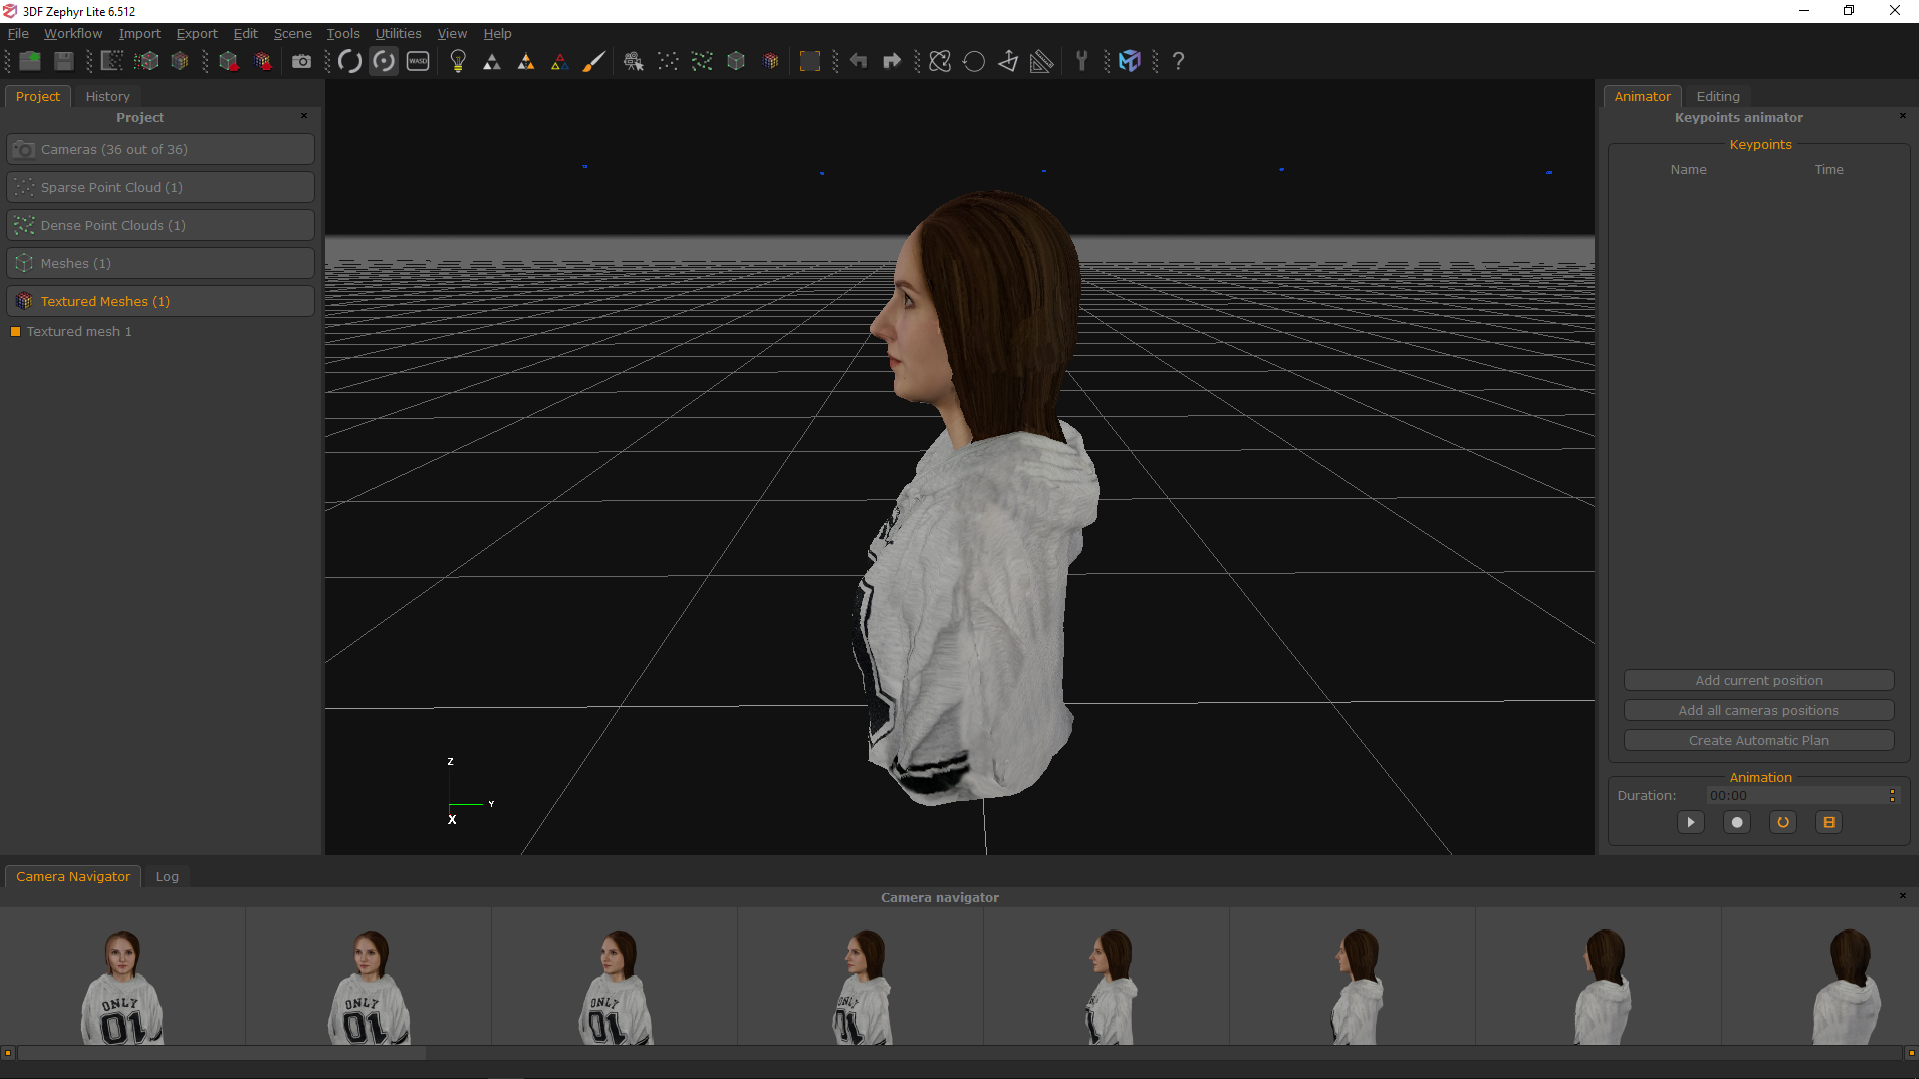 3DF Zephyr Lite 6.512
File Workflow Import Export Edit Scene Tools Utilities View Help
WASD
?
Project History
Project
Cameras (36 out of 36)
Sparse Point Cloud (1)
Dense Point Clouds (1)
Meshes (1)
Textured Meshes (1)
Textured mesh 1
Z
Y
X
Animator Editing
Keypoints animator
Keypoints
Name Time
Add current position
Add all cameras positions
Create Automatic Plan
Animation
Duration: 00:00
Camera Navigator Log
Camera navigator
ONLY ONLY ONLY
01 01 01